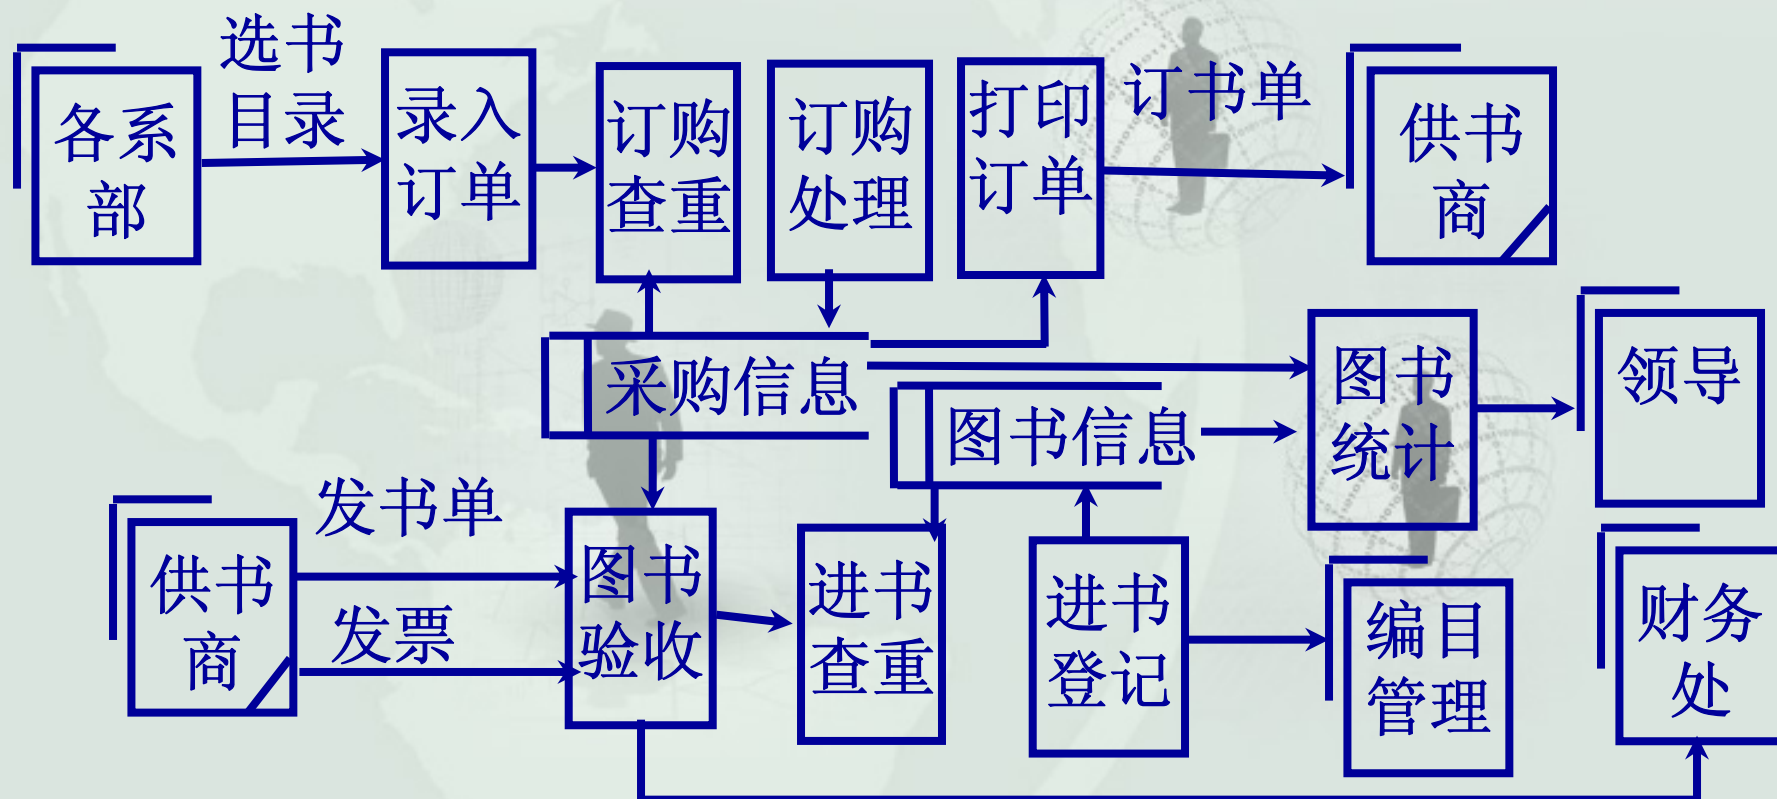 选书
目录
各系
部
录入
订单
订购
查重
订购
处理
打印
订单
订书单
供书
商
采购信息
图书信息
图书
统计
领导
发书单
供书
商
发票
图书
验收
进书
查重
进书
登记
编目
管理
财务
处